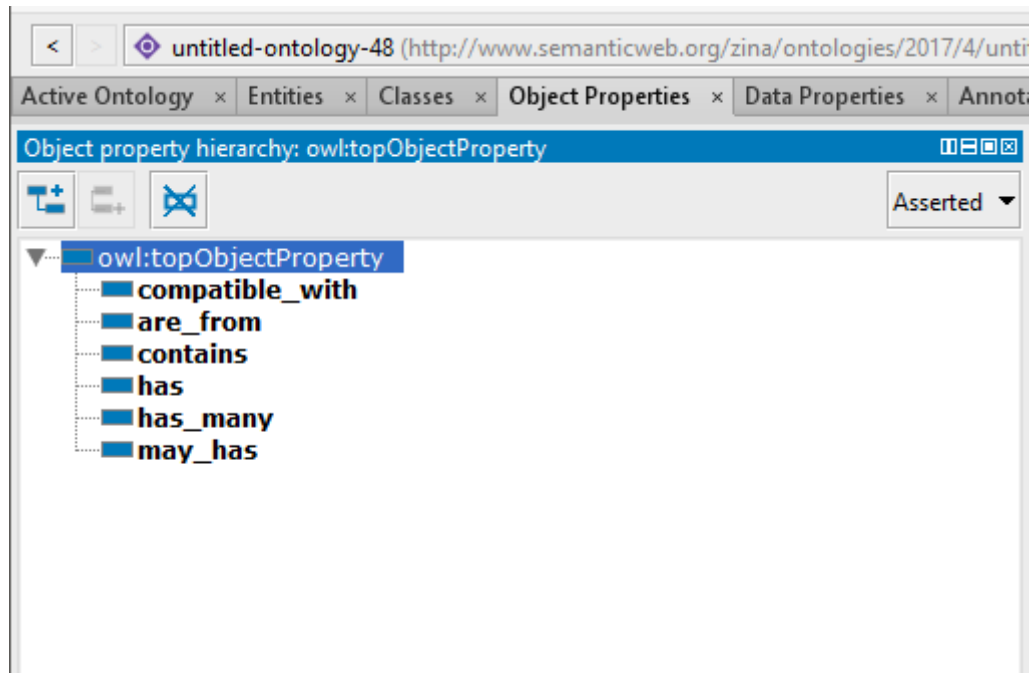 < > untitled-ontology-48 (http://www.semanticweb.org/zina/ontologies/2017/4/unti
Active Ontology × Entities × Classes × Object Properties × Data Properties × Annota
Object property hierarchy: owl:topObjectProperty
Asserted
owl:topObjectProperty
compatible_with
are_from
contains
has
has_many
may_has